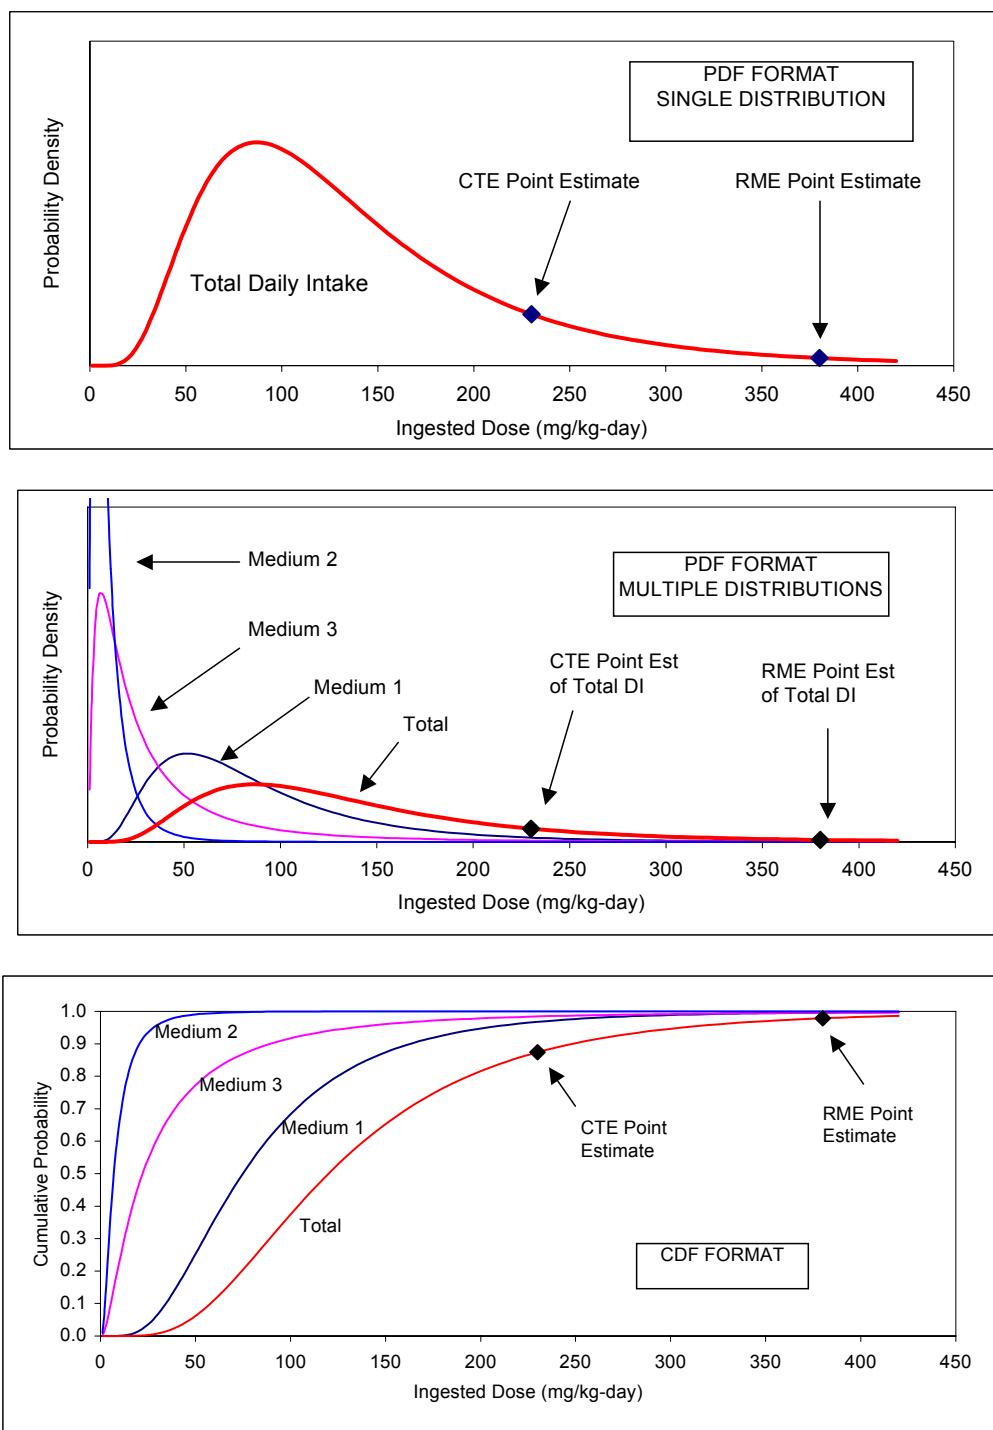 PDF FORMAT
SINGLE DISTRIBUTION
CTE Point Estimate
RME Point Estimate
Total Daily Intake
Probability Density
0 50 100 150 200 250 300 350 400 450
Ingested Dose (mg/kg-day)
PDF FORMAT
MULTIPLE DISTRIBUTIONS
Medium 2
Medium 3
Medium 1
Total
CTE Point Est
of Total DI
RME Point Est
of Total DI
Probability Density
0 50 100 150 200 250 300 350 400 450
Ingested Dose (mg/kg-day)
1.0
0.9
0.8
0.7
0.6
0.5
0.4
0.3
0.2
0.1
0.0
Cumulative Probability
Medium 2
Medium 3
Medium 1
Total
CTE Point
Estimate
RME Point
Estimate
CDF FORMAT
0 50 100 150 200 250 300 350 400 450
Ingested Dose (mg/kg-day)